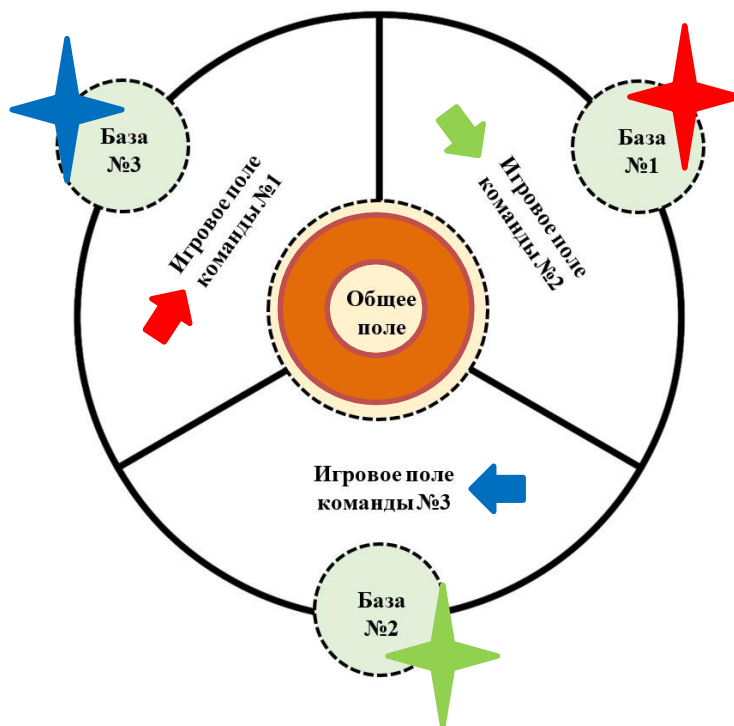 База
№3
База
№1
Игровое поле
команды №1
Игровое поле
команды №2
Общее
поле
Игровое поле
команды №3
База
№2